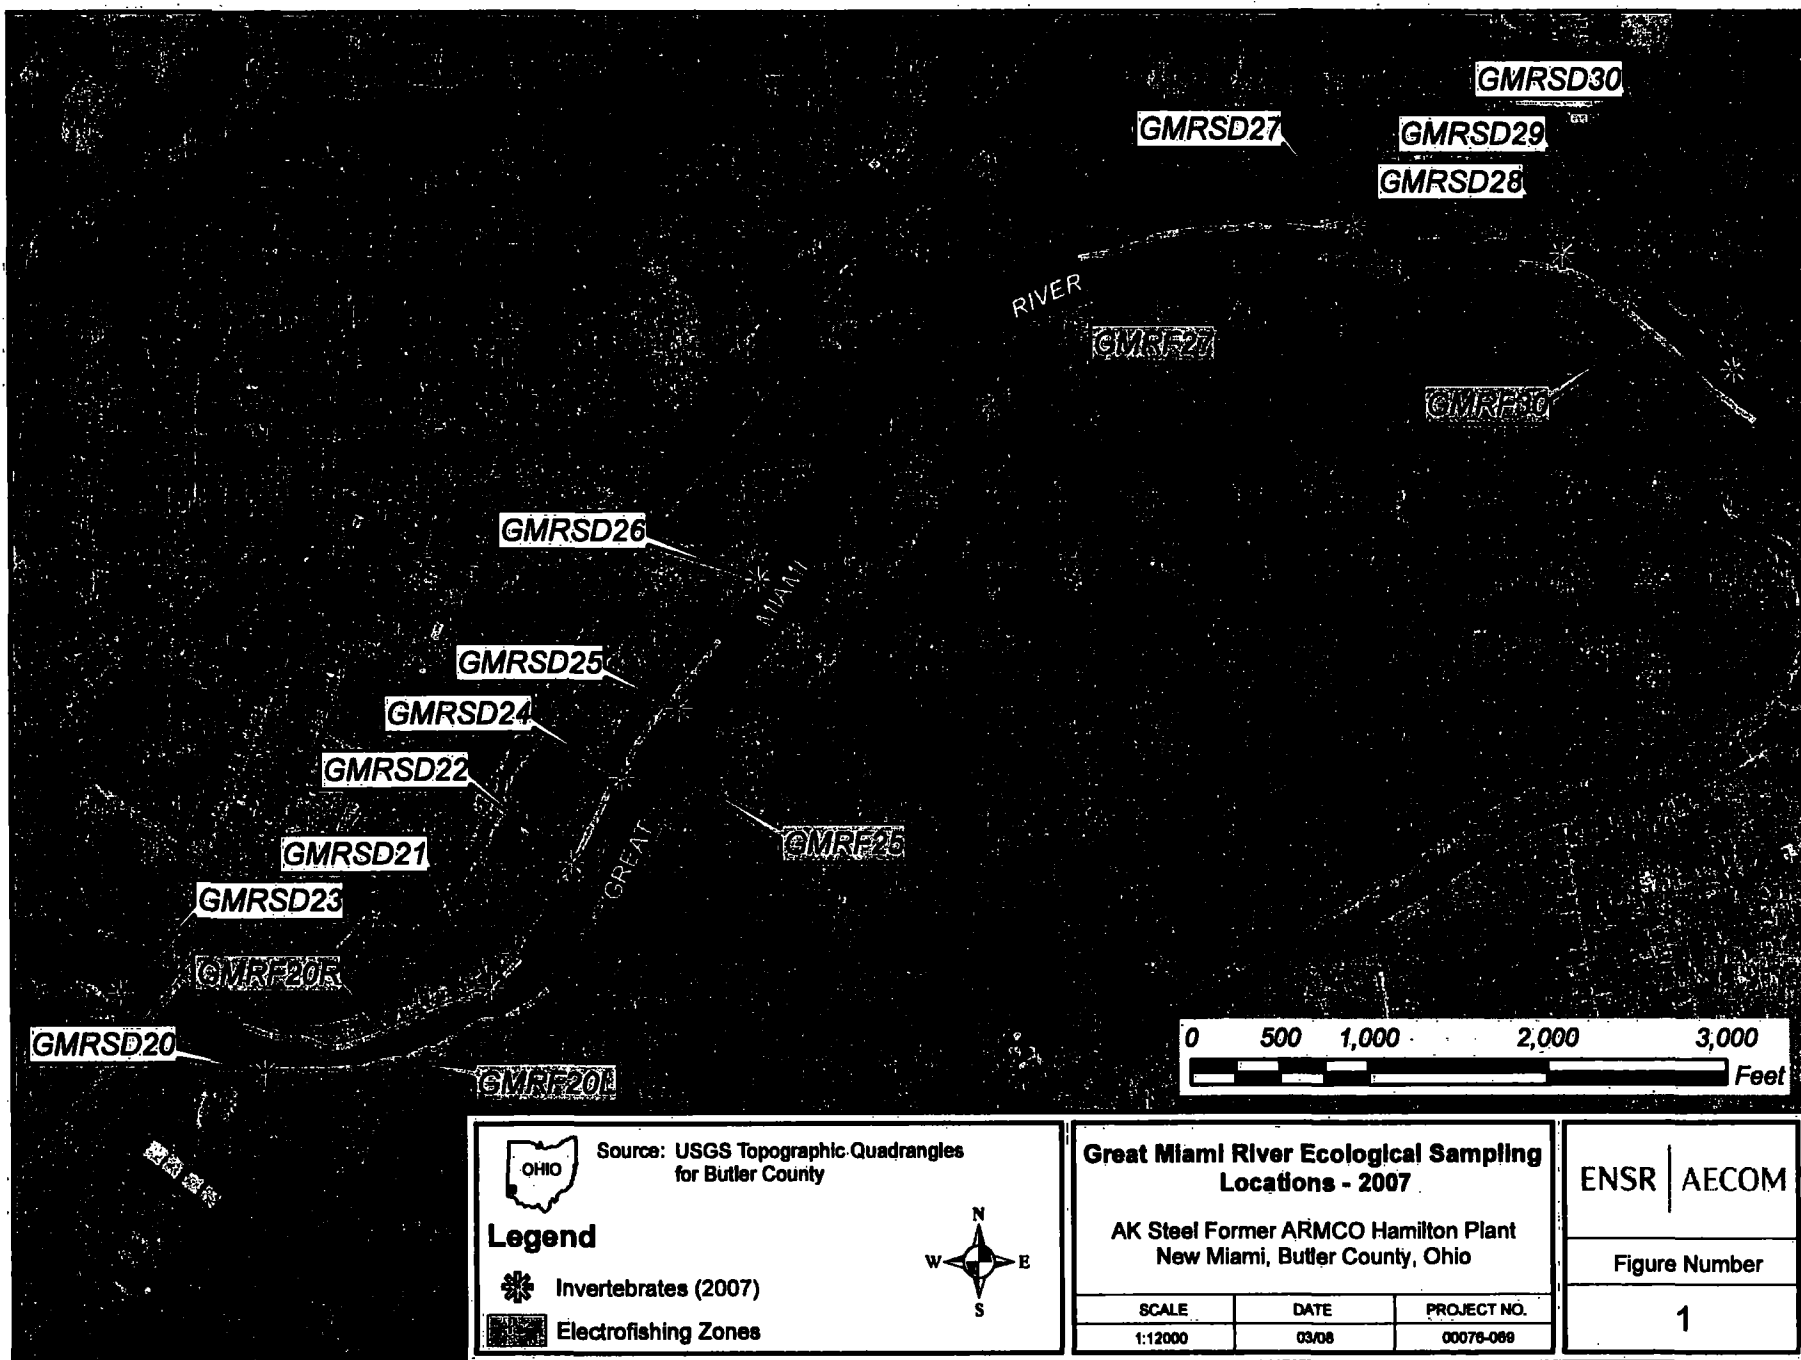 GMRSD30
GMRSD27
GMRSD29
GMRSD28
RIVER
GMRF27
GMRF30
GMRSD26
MIAMI
GMRSD25
GMRSD24
GMRSD22
GREAT
GMRF25
GMRSD21
GMRSD23
GMRF20R
GMRSD20
GMRF20L
0 500 1,000 2,000 3,000
Feet
OHIO
Source: USGS Topographic Quadrangles
for Butler County
Legend
Invertebrates (2007)
Electrofishing Zones
N
W E
S
Great Miami River Ecological Sampling
Locations - 2007
AK Steel Former ARMCO Hamilton Plant
New Miami, Butler County, Ohio
SCALE DATE PROJECT NO.
1:12000 03/08 00076-069
ENSR AECOM
Figure Number
1